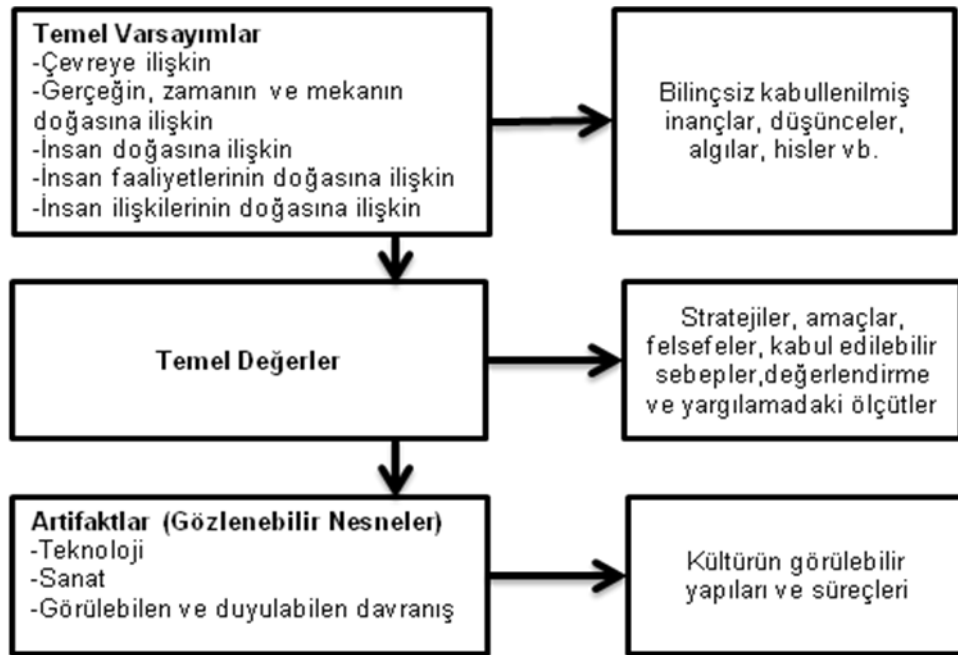 Temel Varsayımlar
-Çevreye ilişkin
-Gerçeğin, zamanın ve mekanın
doğasına ilişkin
-İnsan doğasına ilişkin
-İnsan faaliyetlerinin doğasına ilişkin
-İnsan ilişkilerinin doğasına ilişkin
Bilinçsiz kabullenilmiş
inançlar, düşünceler,
algılar, hisler vb.
Temel Değerler
Stratejiler, amaçlar,
felsefeler, kabul edilebilir
sebepler,değerlendirme
ve yargılamadaki ölçütler
Artifaktlar (Gözlenebilir Nesneler)
-Teknoloji
-Sanat
-Görülebilen ve duyulabilen davranış
Kültürün görülebilir
yapıları ve süreçleri